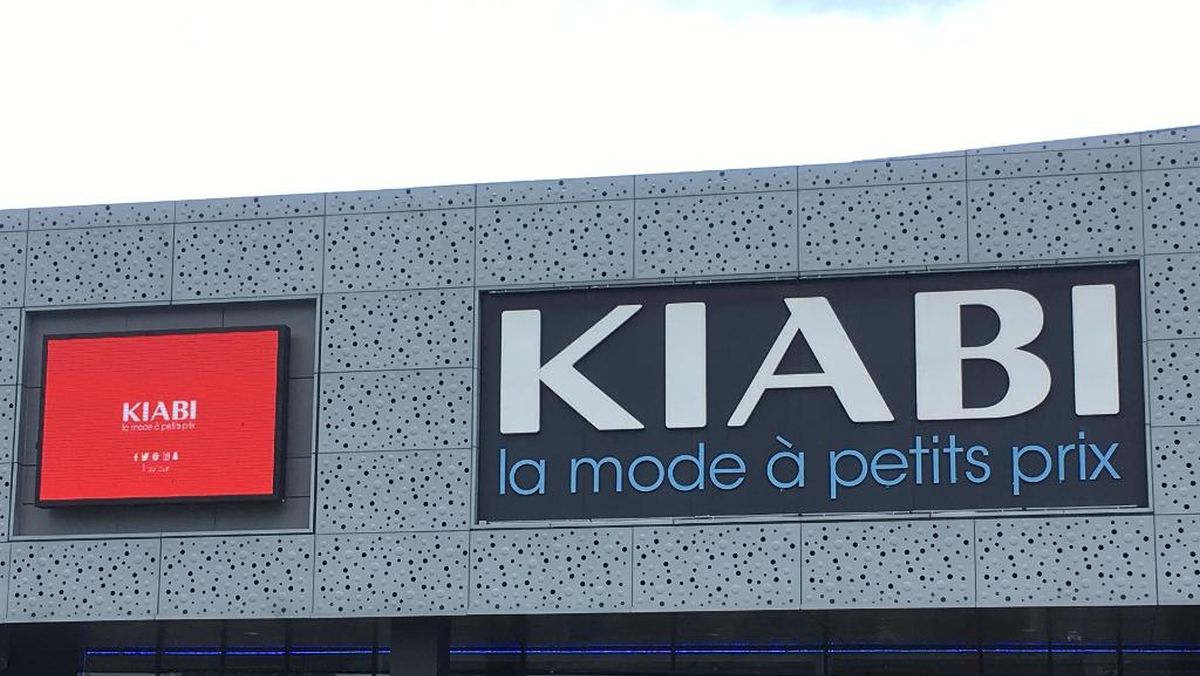 KIABI
la mode à petits prix
KIABI
la mode à petits prix